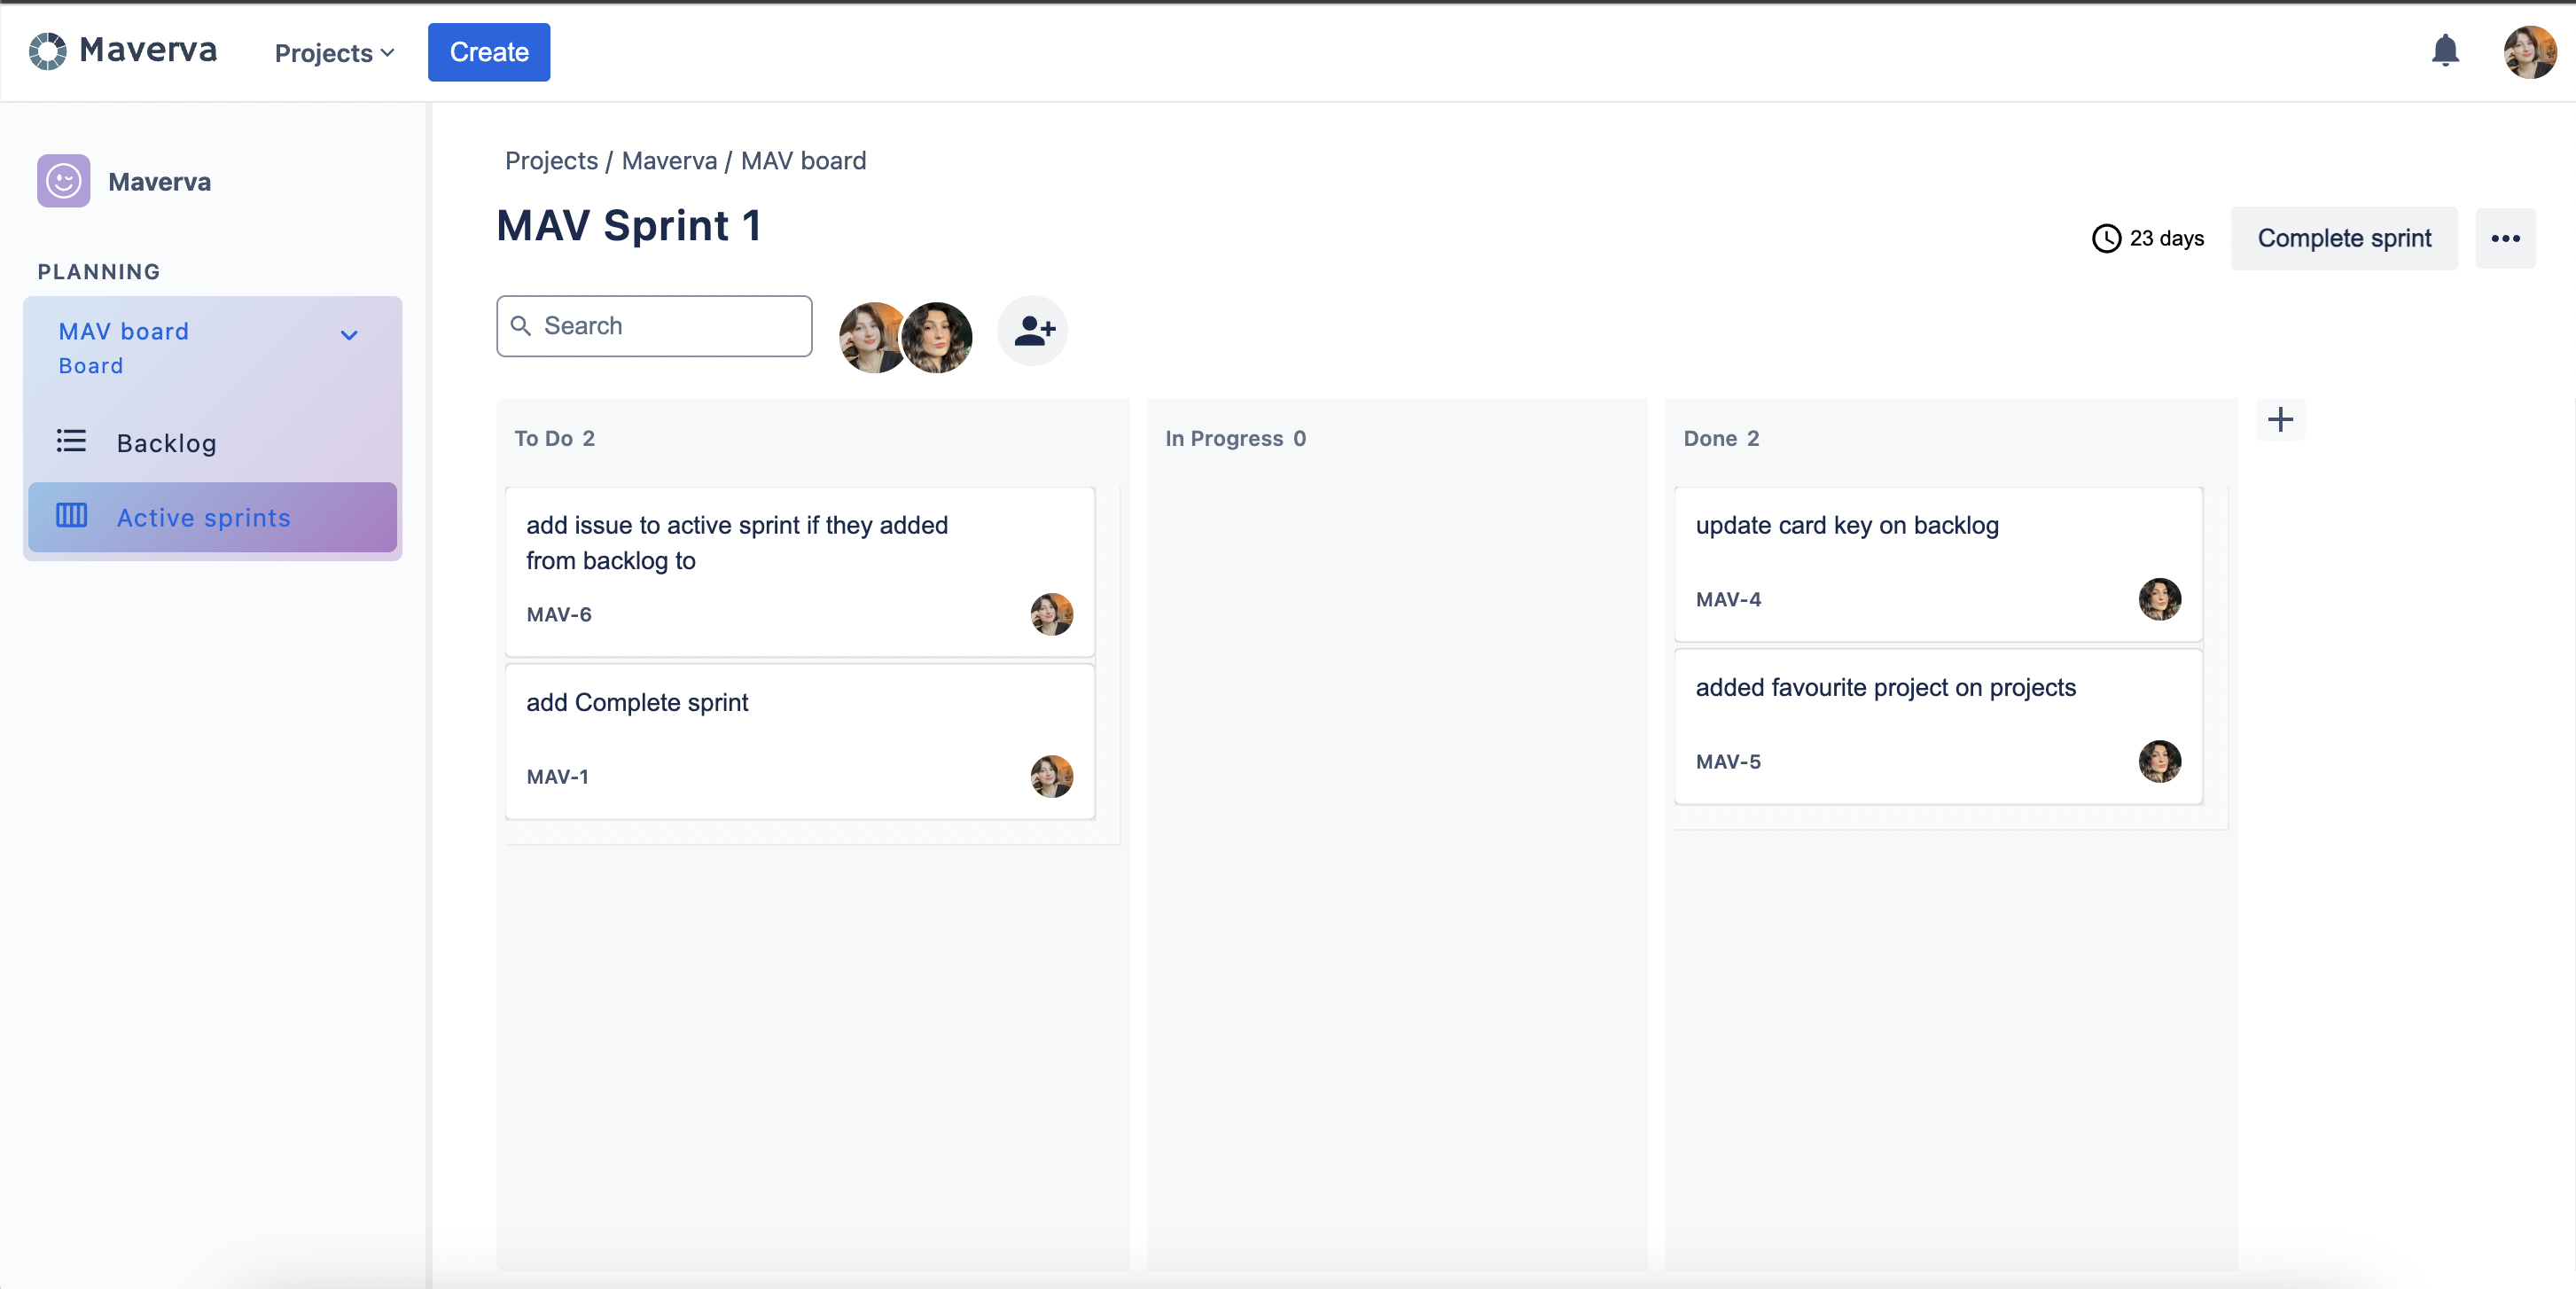 Maverva
Projects
Create
Maverva
PLANNING
MAV board
Board
Backlog
Active sprints
Projects / Maverva / MAV board
MAV Sprint 1
23 days
Complete sprint
Search
To Do 2
add issue to active sprint if they added
from backlog to
MAV-6
add Complete sprint
MAV-1
In Progress 0
Done 2
update card key on backlog
MAV-4
added favourite project on projects
MAV-5